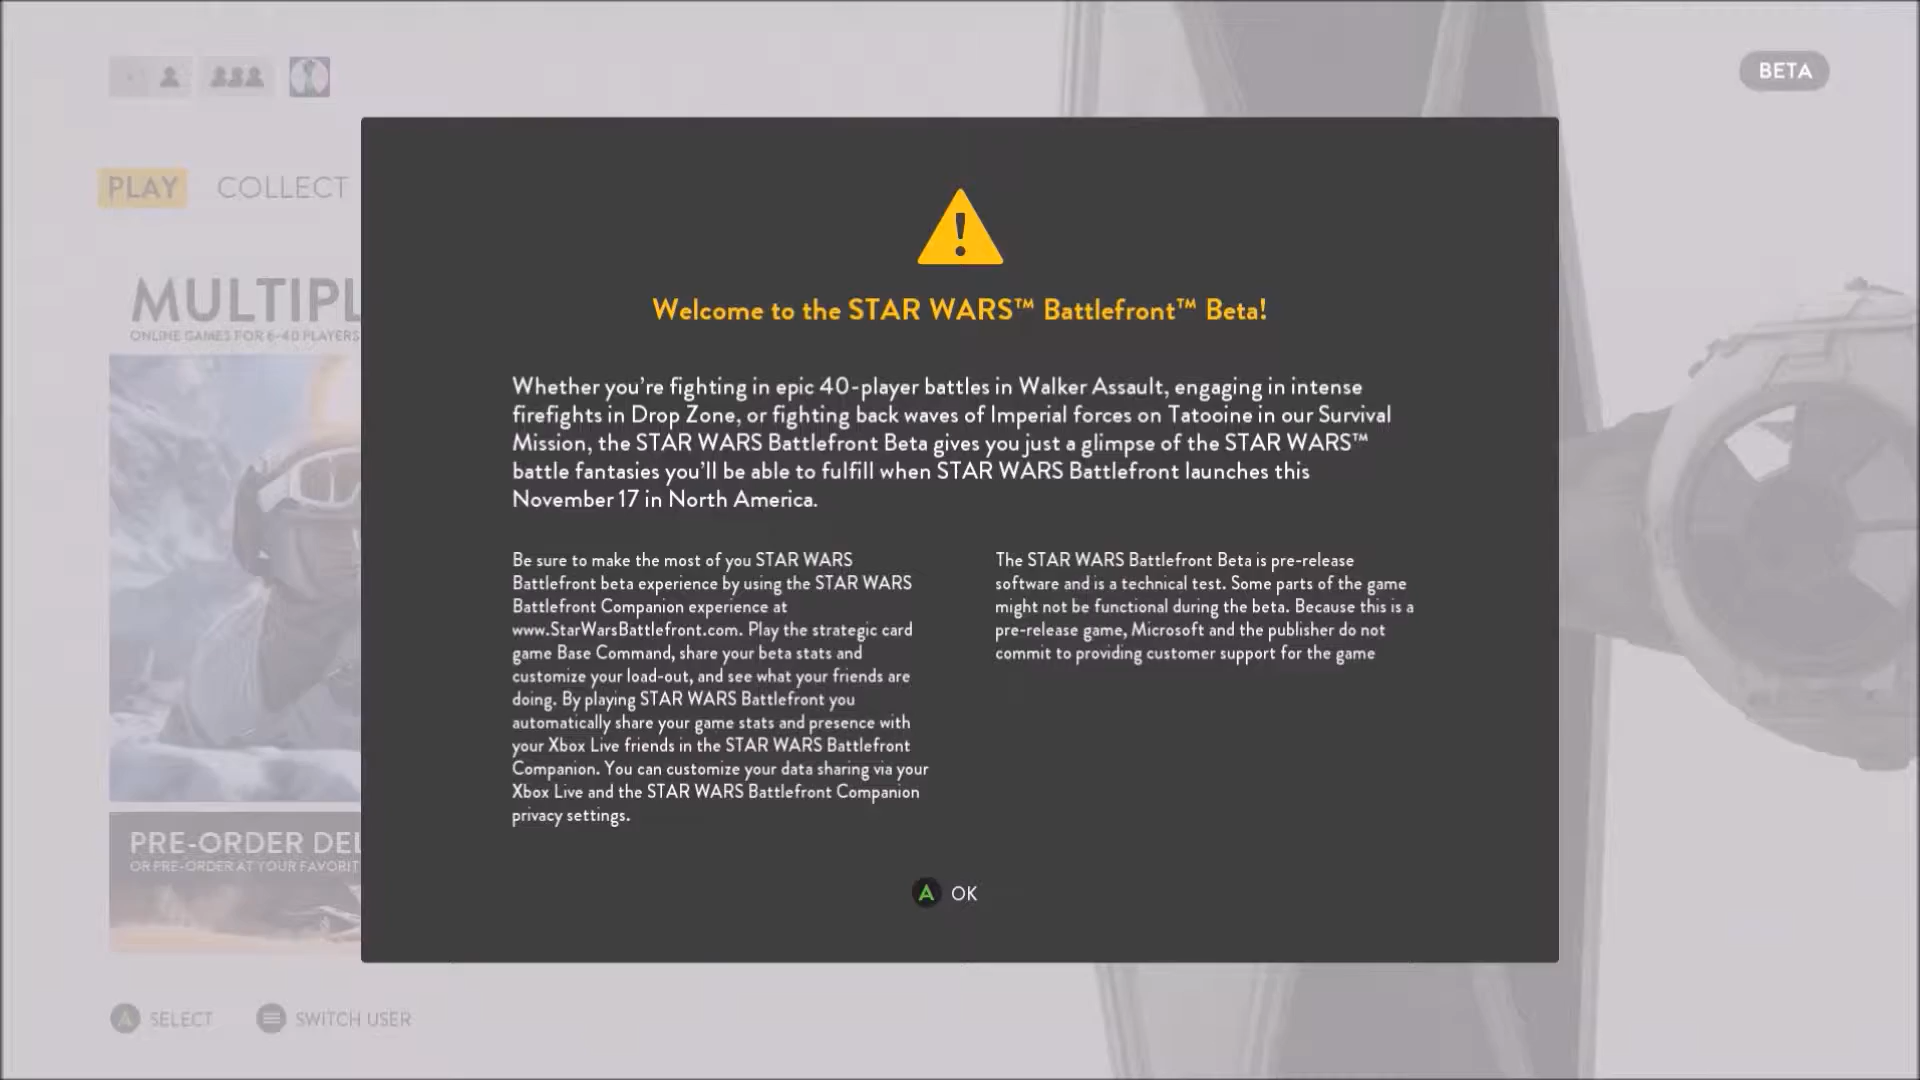 BETA
PLAY COLLECT
MULTIPL
ONLINE GAMES FOR 6-40 PLAYERS
Welcome to the STAR WARS™ Battlefront™ Beta!
Whether you're fighting in epic 40-player battles in Walker Assault, engaging in intense
firefights in Drop Zone, or fighting back waves of Imperial forces on Tatooine in our Survival
Mission, the STAR WARS Battlefront Beta gives you just a glimpse of the STAR WARS™
battle fantasies you'll be able to fulfill when STAR WARS Battlefront launches this
November 17 in North America.
Be sure to make the most of you STAR WARS
Battlefront beta experience by using the STAR WARS
Battlefront Companion experience at
www.StarWarsBattlefront.com. Play the strategic card
game Base Command, share your beta stats and
customize your load-out, and see what your friends are
doing. By playing STAR WARS Battlefront you
automatically share your game stats and presence with
your Xbox Live friends in the STAR WARS Battlefront
Companion. You can customize your data sharing via your
Xbox Live and the STAR WARS Battlefront Companion
privacy settings.
The STAR WARS Battlefront Beta is pre-release
software and is a technical test. Some parts of the game
might not be functional during the beta. Because this is a
pre-release game, Microsoft and the publisher do not
commit to providing customer support for the game
PRE-ORDER DEL
OR PRE-ORDER AT YOUR FAVORIT
A OK
A SELECT SWITCH USER